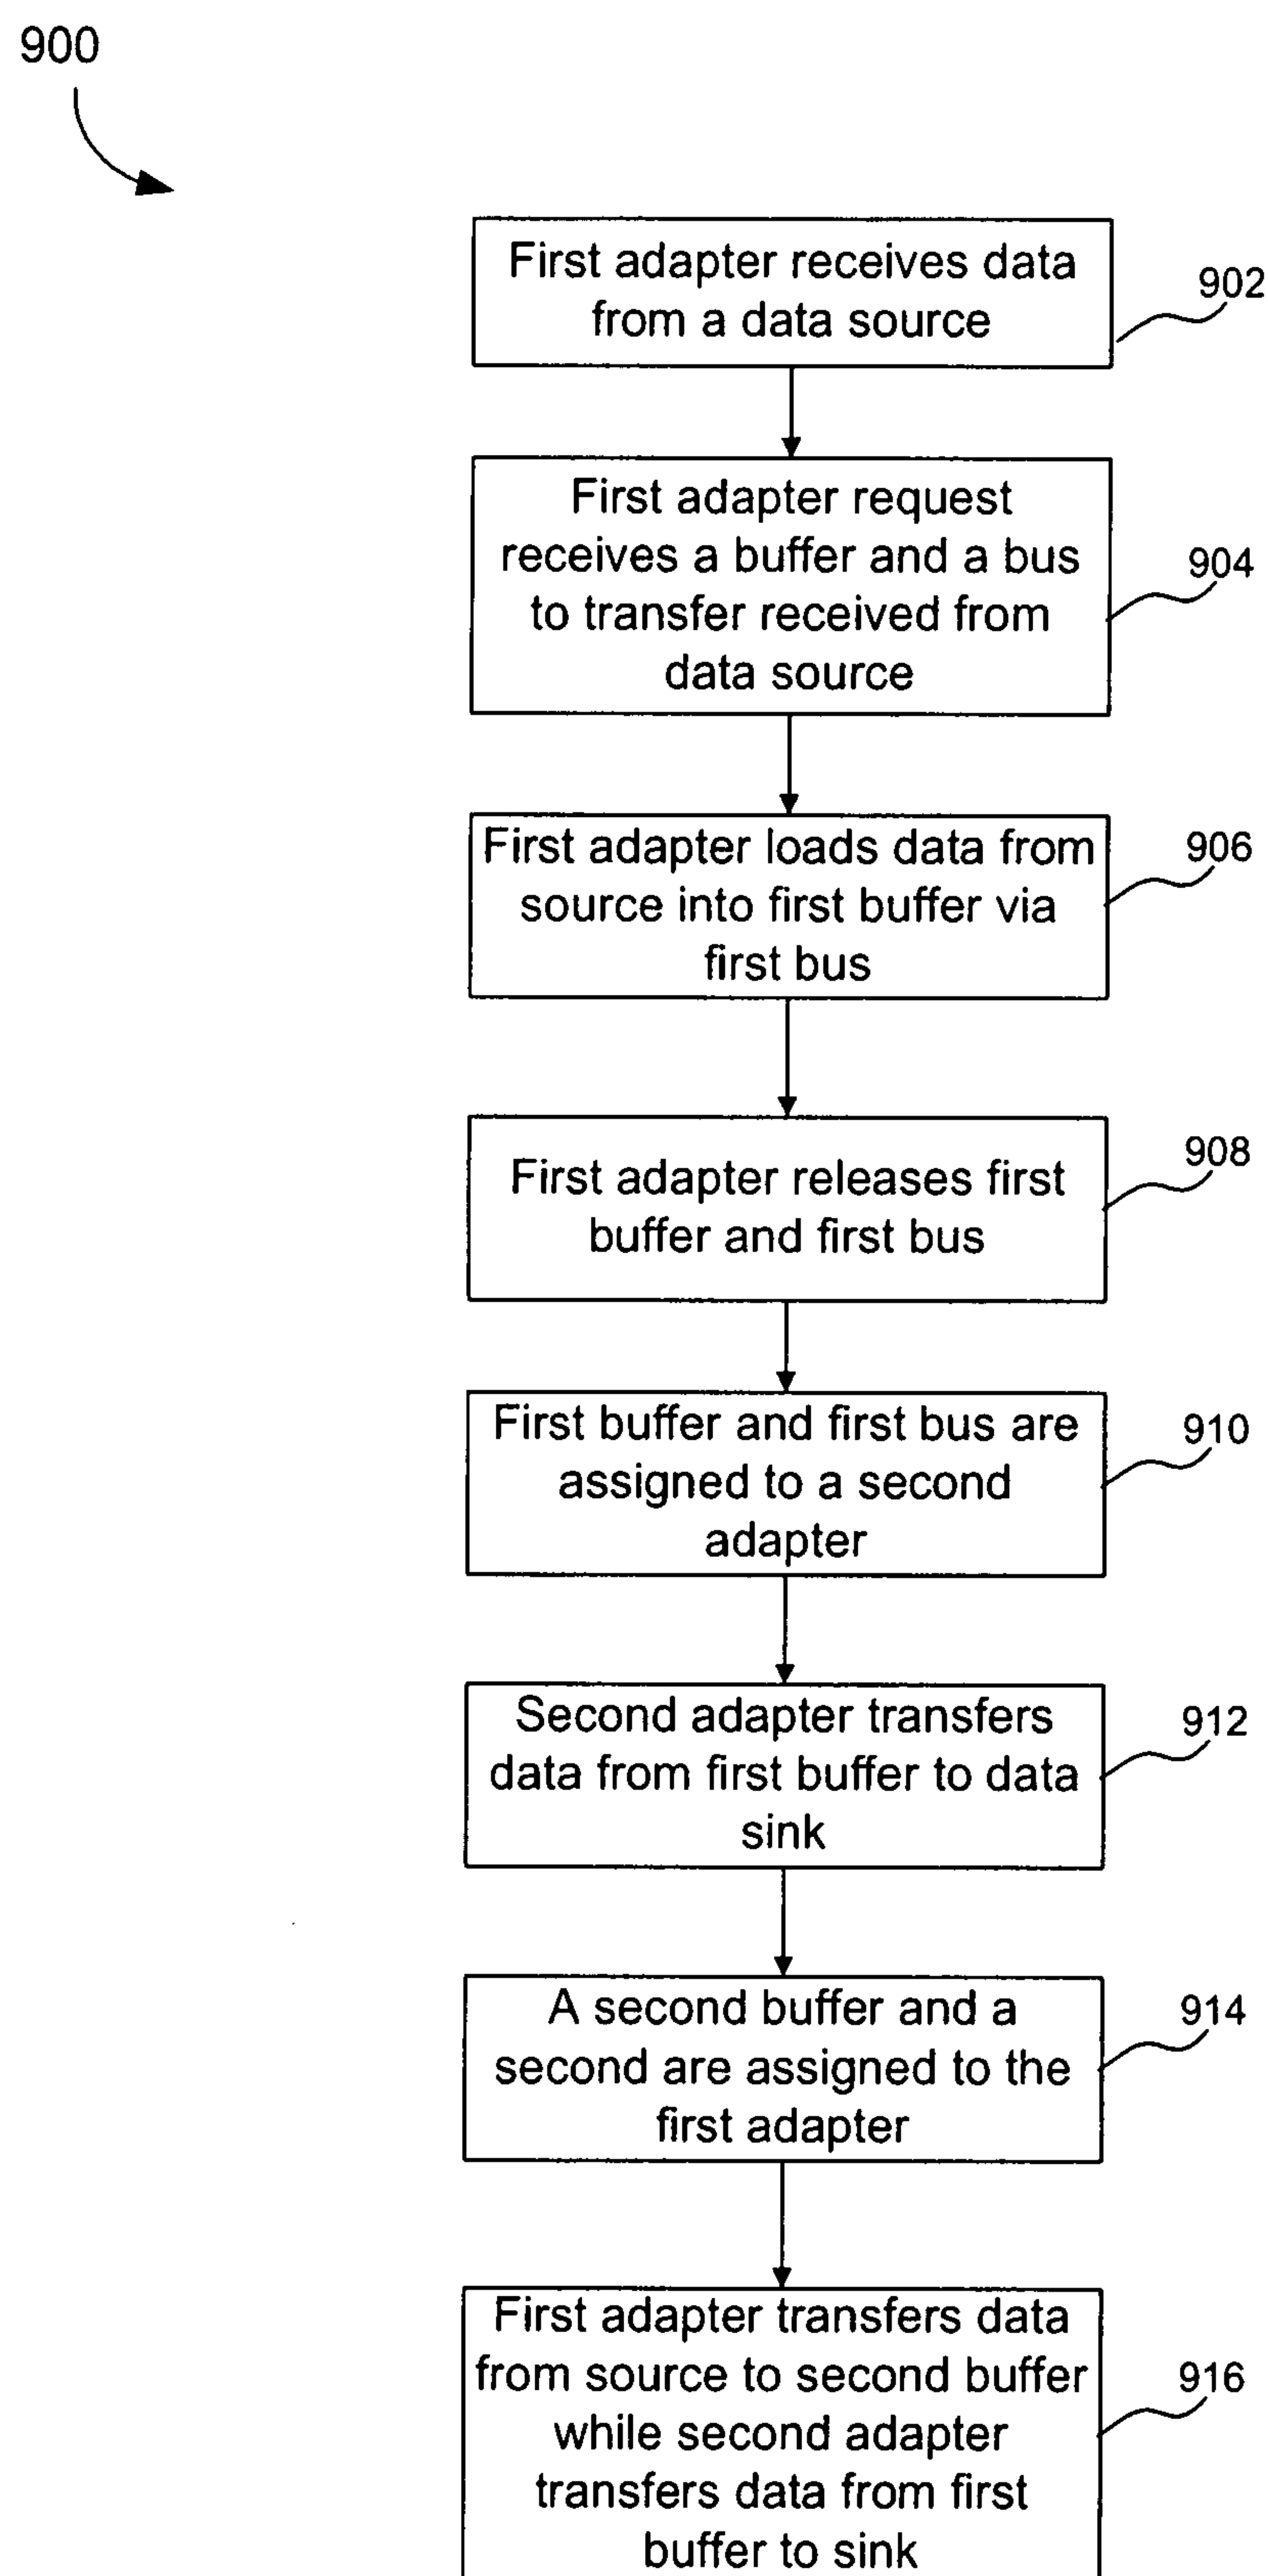 900
First adapter receives data
from a data source
902
First adapter request
receives a buffer and a bus
to transfer received from
data source
904
First adapter loads data from
source into first buffer via
first bus
906
First adapter releases first
buffer and first bus
908
First buffer and first bus are
assigned to a second
adapter
910
Second adapter transfers
data from first buffer to data
sink
912
A second buffer and a
second are assigned to the
first adapter
914
First adapter transfers data
from source to second buffer
while second adapter
transfers data from first
buffer to sink
916